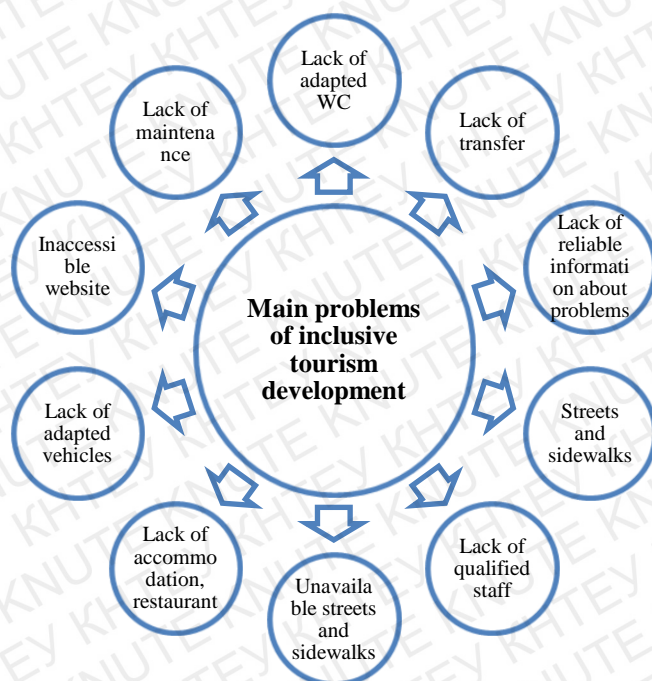 Lack of
adapted
WC
Lack of
transfer
Lack of
reliable
informati
on about
problems
Streets
and
sidewalks
Lack of
qualified
staff
Unavaila
ble streets
and
sidewalks
Lack of
accommo
dation,
restaurant
Lack of
adapted
vehicles
Inaccessi
ble
website
Lack of
maintena
nce
Main problems
of inclusive
tourism
development
KNUTE КНТЕУ